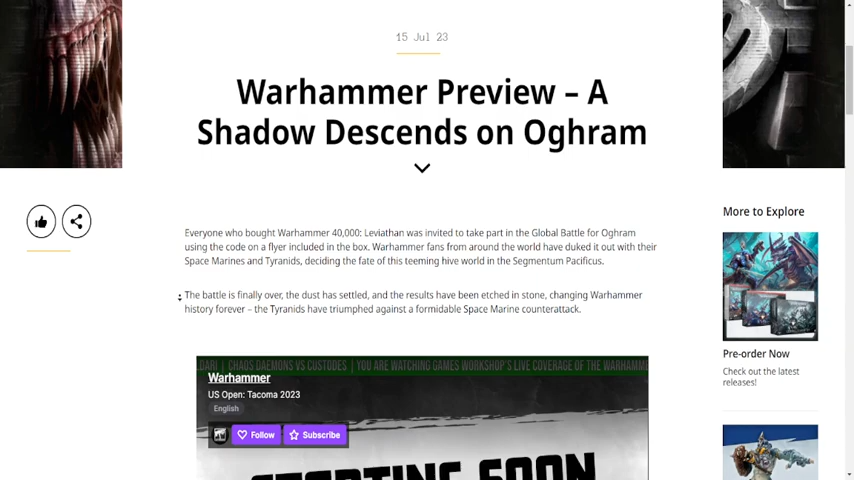 15 Jul 23
Warhammer Preview – A
Shadow Descends on Oghram
Everyone who bought Warhammer 40,000: Leviathan was invited to take part in the Global Battle for Oghram
using the code on a flyer included in the box. Warhammer fans from around the world have duked it out with their
Space Marines and Tyranids, deciding the fate of this teeming hive world in the Segmentum Pacificus.
The battle is finally over, the dust has settled, and the results have been etched in stone, changing Warhammer
history forever – the Tyranids have triumphed against a formidable Space Marine counterattack.
LDARI | CHAOS DAEMONS VS CUSTODES | YOU ARE WATCHING GAMES WORKSHOP'S LIVE COVERAGE OF THE WARHAMM
Warhammer
US Open: Tacoma 2023
English
Follow
Subscribe
STARTING SOON
More to Explore
Pre-order Now
Check out the latest
releases!